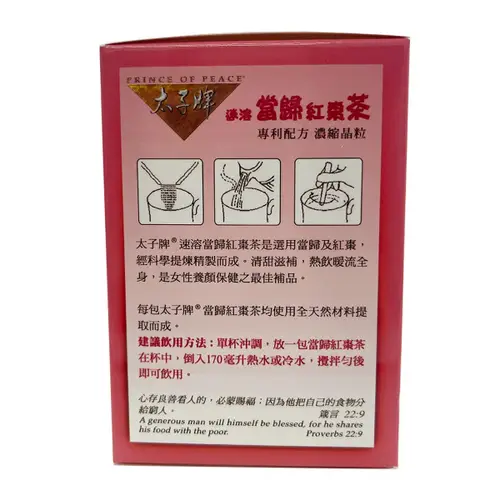 PRINCE OF PEACE®
太子牌
速溶 當歸紅棗茶
專利配方 濃縮晶粒
太子牌®速溶當歸紅棗茶是選用當歸及紅棗，
經科學提煉精製而成。清甜滋補，熱飲暖流全
身，是女性養顏保健之最佳補品。
每包太子牌®當歸紅棗茶均使用全天然材料提
取而成。
建議飲用方法：單杯沖調，放一包當歸紅棗茶
在杯中，倒入170毫升熱水或冷水，攪拌勻後
即可飲用。
心存良善看人的，必蒙賜福；因為他把自己的食物分
給窮人。
箴言 22:9
A generous man will himself be blessed, for he shares
his food with the poor.
Proverbs 22:9